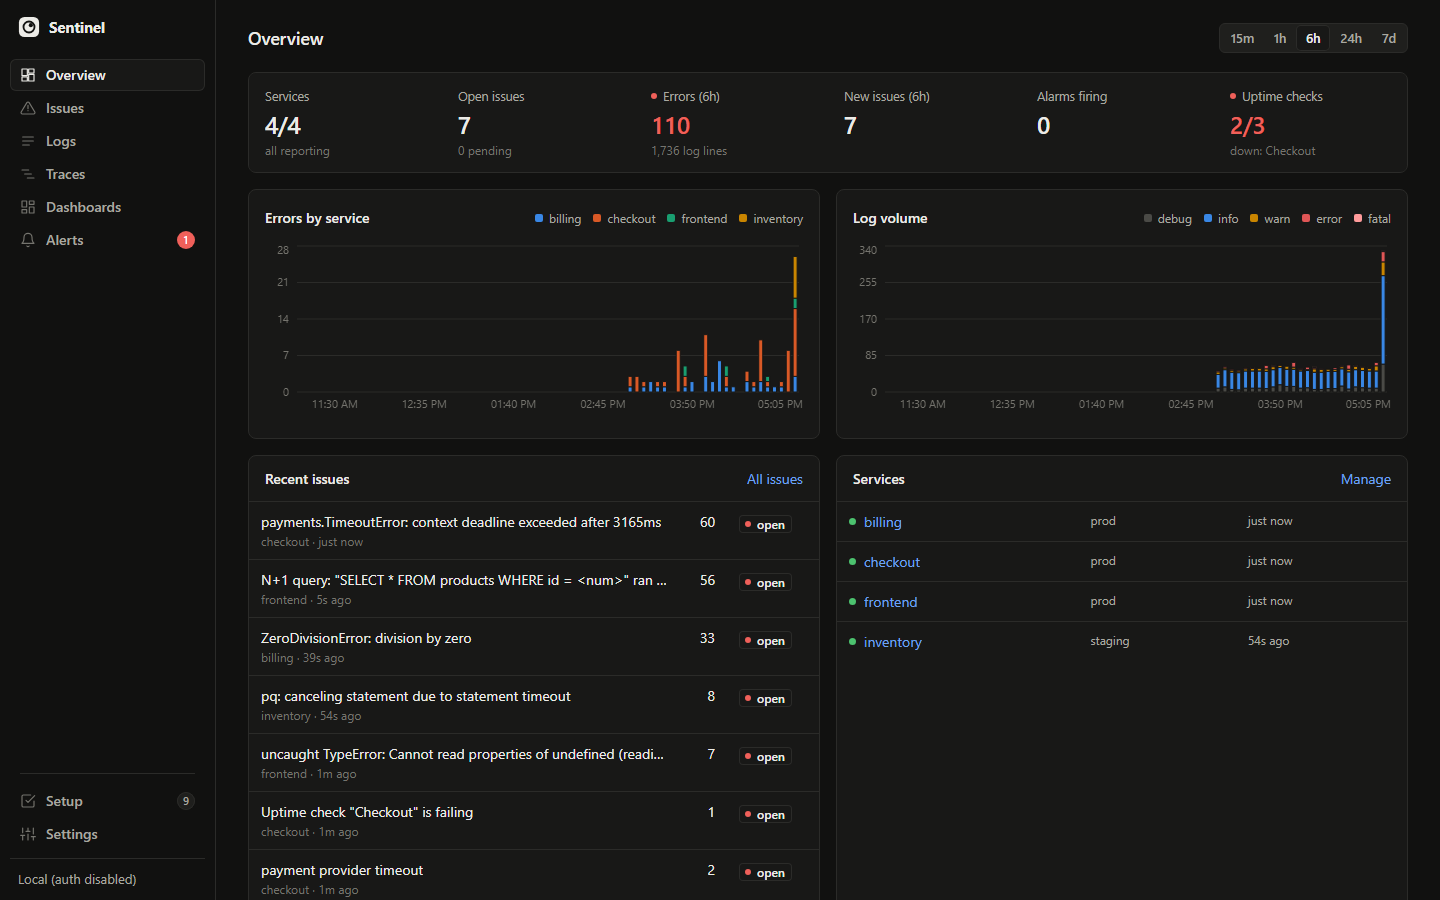 Sentinel
Overview
Issues
Logs
Traces
Dashboards
Alerts 1
Setup 9
Settings
Local (auth disabled)
Overview
15m 1h 6h 24h 7d
Services
4/4
all reporting
Open issues
7
0 pending
Errors (6h)
110
1,736 log lines
New issues (6h)
7
Alarms firing
0
Uptime checks
2/3
down: Checkout
Errors by service
billing checkout frontend inventory
28
21
14
7
0
11:30 AM 12:35 PM 01:40 PM 02:45 PM 03:50 PM 05:05 PM
Log volume
debug info warn error fatal
340
255
170
85
0
11:30 AM 12:35 PM 01:40 PM 02:45 PM 03:50 PM 05:05 PM
Recent issues All issues
payments.TimeoutError: context deadline exceeded after 3165ms 60 open
checkout · just now
N+1 query: "SELECT * FROM products WHERE id = <num>" ran ... 56 open
frontend · 5s ago
ZeroDivisionError: division by zero 33 open
billing · 39s ago
pq: canceling statement due to statement timeout 8 open
inventory · 54s ago
uncaught TypeError: Cannot read properties of undefined (readi... 7 open
frontend · 1m ago
Uptime check "Checkout" is failing 1 open
checkout · 1m ago
payment provider timeout 2 open
checkout · 1m ago
Services Manage
billing prod just now
checkout prod just now
frontend prod just now
inventory staging 54s ago